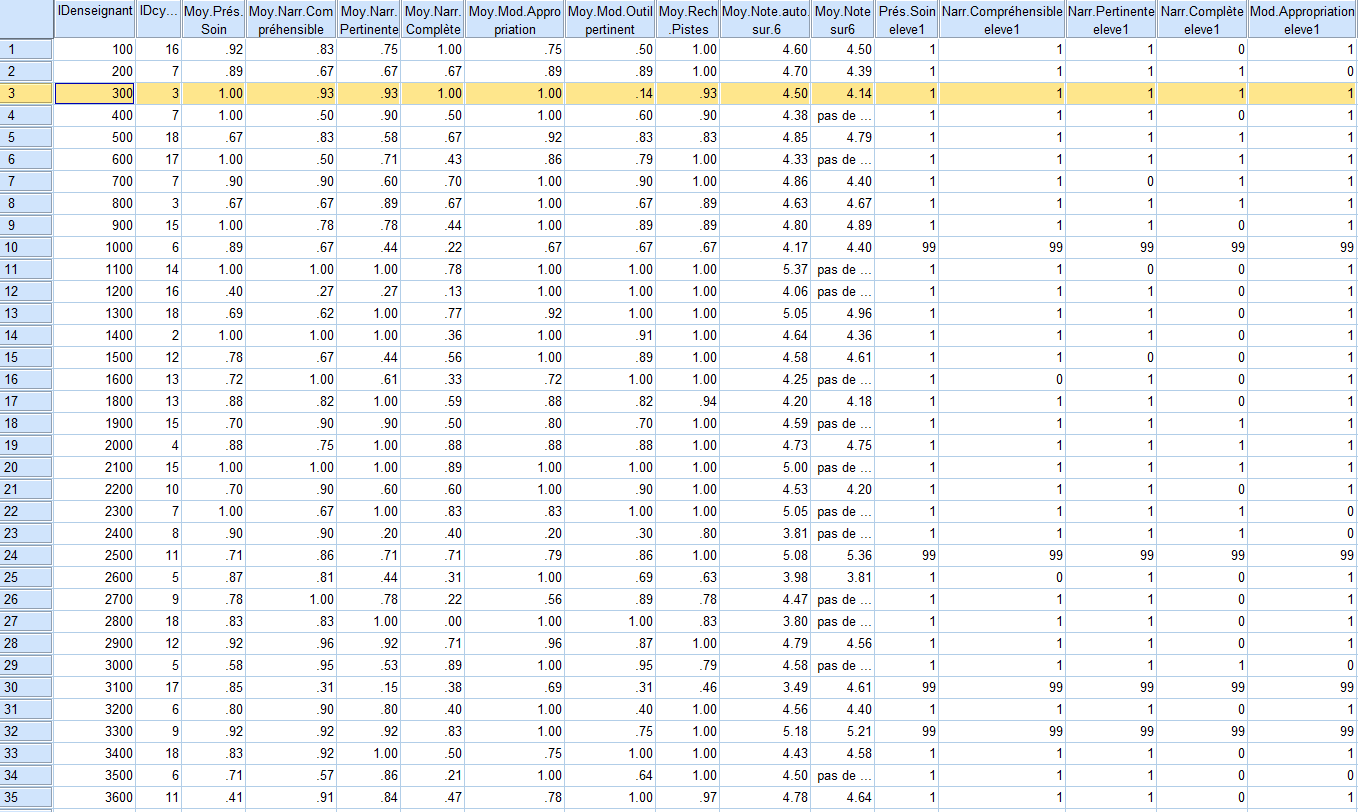 IDenseignant IDcy... Moy.Prés. Moy.Narr.Com Moy.Narr. Moy.Narr. Moy.Mod.Appro Moy.Mod.Outil Moy.Rech Moy.Note.auto. Moy.Note Prés.Soin Narr.Compréhensible Narr.Pertinente Narr.Complète Mod.Appropriation
Soin préhensible Pertinente Complète priation pertinent .Pistes sur.6 sur6 eleve1 eleve1 eleve1 eleve1 eleve1
1 100 16 .92 .83 .75 1.00 .75 .50 1.00 4.60 4.50 1 1 1 0 1
2 200 7 .89 .67 .67 .67 .89 .89 1.00 4.70 4.39 1 1 1 1 0
3 300 3 1.00 .93 .93 1.00 1.00 .14 .93 4.50 4.14 1 1 1 1 1
4 400 7 1.00 .50 .90 .50 1.00 .60 .90 4.38 pas de ... 1 1 1 0 1
5 500 18 .67 .83 .58 .67 .92 .83 .83 4.85 4.79 1 1 1 1 1
6 600 17 1.00 .50 .71 .43 .86 .79 1.00 4.33 pas de ... 1 1 1 1 1
7 700 7 .90 .90 .60 .70 1.00 .90 1.00 4.86 4.40 1 1 0 1 1
8 800 3 .67 .67 .89 .67 1.00 .67 .89 4.63 4.67 1 1 1 1 1
9 900 15 1.00 .78 .78 .44 1.00 .89 .89 4.80 4.89 1 1 1 0 1
10 1000 6 .89 .67 .44 .22 .67 .67 .67 4.17 4.40 99 99 99 99 99
11 1100 14 1.00 1.00 1.00 .78 1.00 1.00 1.00 5.37 pas de ... 1 1 0 0 1
12 1200 16 .40 .27 .27 .13 1.00 1.00 1.00 4.06 pas de ... 1 1 1 0 1
13 1300 18 .69 .62 1.00 .77 .92 1.00 1.00 5.05 4.96 1 1 1 0 1
14 1400 2 1.00 1.00 1.00 .36 1.00 .91 1.00 4.64 4.36 1 1 1 0 1
15 1500 12 .78 .67 .44 .56 1.00 .89 1.00 4.58 4.61 1 1 0 0 1
16 1600 13 .72 1.00 .61 .33 .72 1.00 1.00 4.25 pas de ... 1 0 1 0 1
17 1800 13 .88 .82 1.00 .59 .88 .82 .94 4.20 4.18 1 1 1 0 1
18 1900 15 .70 .90 .90 .50 .80 .70 1.00 4.59 pas de ... 1 1 1 1 1
19 2000 4 .88 .75 1.00 .88 .88 .88 1.00 4.73 4.75 1 1 1 1 1
20 2100 15 1.00 1.00 1.00 .89 1.00 1.00 1.00 5.00 pas de ... 1 1 1 1 1
21 2200 10 .70 .90 .60 .60 1.00 .90 1.00 4.53 4.20 1 1 1 0 1
22 2300 7 1.00 .67 1.00 .83 .83 1.00 1.00 5.05 pas de ... 1 1 1 1 0
23 2400 8 .90 .90 .20 .40 .20 .30 .80 3.81 pas de ... 1 1 1 1 0
24 2500 11 .71 .86 .71 .71 .79 .86 1.00 5.08 5.36 99 99 99 99 99
25 2600 5 .87 .81 .44 .31 1.00 .69 .63 3.98 3.81 1 0 1 0 1
26 2700 9 .78 1.00 .78 .22 .56 .89 .78 4.47 pas de ... 1 1 1 0 1
27 2800 18 .83 .83 1.00 .00 1.00 1.00 .83 3.80 pas de ... 1 1 1 0 1
28 2900 12 .92 .96 .92 .71 .96 .87 1.00 4.79 4.56 1 1 1 0 1
29 3000 5 .58 .95 .53 .89 1.00 .95 .79 4.58 pas de ... 1 1 1 1 0
30 3100 17 .85 .31 .15 .38 .69 .31 .46 3.49 4.61 99 99 99 99 99
31 3200 6 .80 .90 .80 .40 1.00 .40 1.00 4.56 4.40 1 1 1 0 1
32 3300 9 .92 .92 .92 .83 1.00 .75 1.00 5.18 5.21 99 99 99 99 99
33 3400 18 .83 .92 1.00 .50 .75 1.00 1.00 4.43 4.58 1 1 1 0 1
34 3500 6 .71 .57 .86 .21 1.00 .64 1.00 4.50 pas de ... 1 1 1 0 0
35 3600 11 .41 .91 .84 .47 .78 1.00 .97 4.78 4.64 1 1 1 0 1